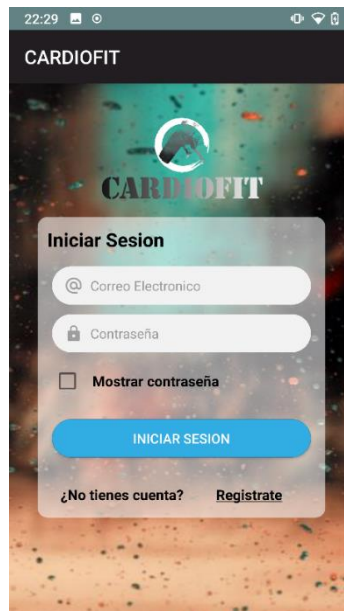 22:29
CARDIOFIT
CARDIOFIT
Iniciar Sesion
@ Correo Electronico
Contraseña
Mostrar contraseña
INICIAR SESION
¿No tienes cuenta? Registrate